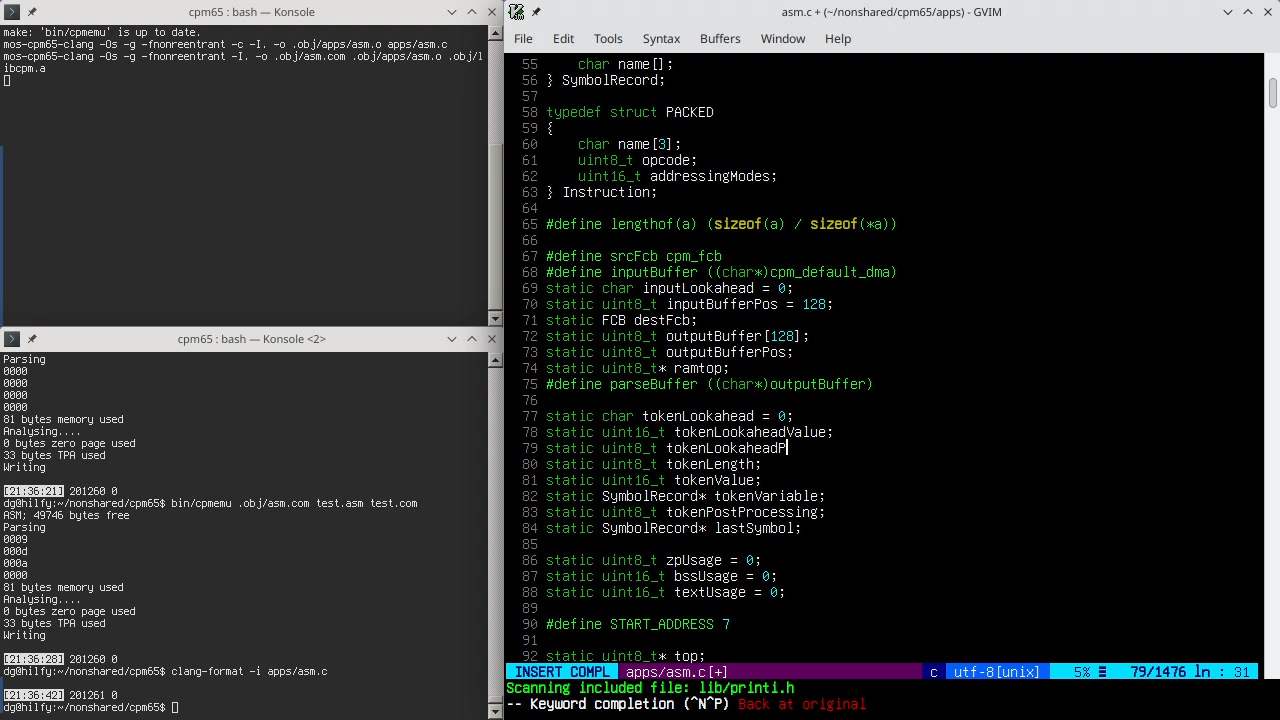 cpm65 : bash — Konsole
make: 'bin/cpmemu' is up to date.
mos-cpm65-clang -Os -g -fnonreentrant -c -I. -o .obj/apps/asm.o apps/asm.c
mos-cpm65-clang -Os -g -fnonreentrant -I. -o .obj/asm.com .obj/apps/asm.o .obj/l
ibcpm.a
cpm65 : bash — Konsole <2>
Parsing
0000
0000
0000
0000
81 bytes memory used
Analysing....
0 bytes zero page used
33 bytes TPA used
Writing
[21:36:21] 201260 0
dg@hilfy:~/nonshared/cpm65$ bin/cpmemu .obj/asm.com test.asm test.com
ASM; 49746 bytes free
Parsing
0009
000d
000a
0000
81 bytes memory used
Analysing....
0 bytes zero page used
33 bytes TPA used
Writing
[21:36:28] 201260 0
dg@hilfy:~/nonshared/cpm65$ clang-format -i apps/asm.c
[21:36:42] 201261 0
dg@hilfy:~/nonshared/cpm65$
asm.c + (~/nonshared/cpm65/apps) - GVIM
File Edit Tools Syntax Buffers Window Help
55     char name[];
56 } SymbolRecord;
57
58 typedef struct PACKED
59 {
60     char name[3];
61     uint8_t opcode;
62     uint16_t addressingModes;
63 } Instruction;
64
65 #define lengthof(a) (sizeof(a) / sizeof(*a))
66
67 #define srcFcb cpm_fcb
68 #define inputBuffer ((char*)cpm_default_dma)
69 static char inputLookahead = 0;
70 static uint8_t inputBufferPos = 128;
71 static FCB destFcb;
72 static uint8_t outputBuffer[128];
73 static uint8_t outputBufferPos;
74 static uint8_t* ramtop;
75 #define parseBuffer ((char*)outputBuffer)
76
77 static char tokenLookahead = 0;
78 static uint16_t tokenLookaheadValue;
79 static uint8_t tokenLookaheadP
80 static uint8_t tokenLength;
81 static uint16_t tokenValue;
82 static SymbolRecord* tokenVariable;
83 static uint8_t tokenPostProcessing;
84 static SymbolRecord* lastSymbol;
85
86 static uint8_t zpUsage = 0;
87 static uint16_t bssUsage = 0;
88 static uint16_t textUsage = 0;
89
90 #define START_ADDRESS 7
91
92 static uint8_t* top;
INSERT COMPL apps/asm.c[+] c utf-8[unix] 5% ☰ 79/1476 ln : 31
Scanning included file: lib/printi.h
-- Keyword completion (^N^P) Back at original